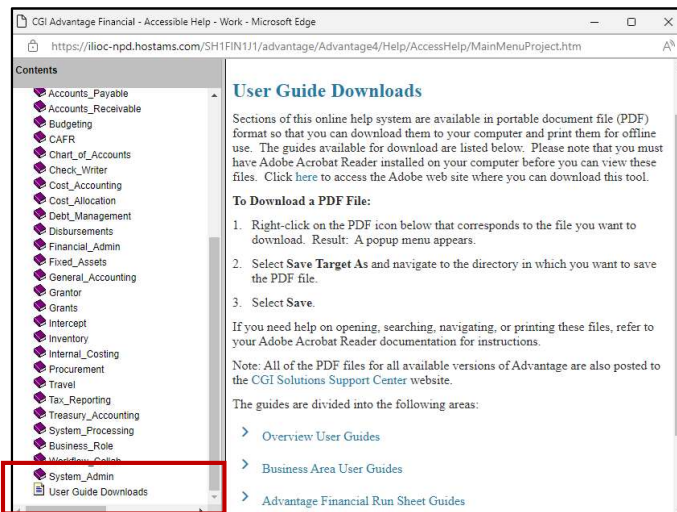 CGI Advantage Financial - Accessible Help - Work - Microsoft Edge
https://ilioc-npd.hostams.com/SH1FIN1J1/advantage/Advantage4/Help/AccessHelp/MainMenuProject.htm
Contents
Accounts_Payable
Accounts_Receivable
Budgeting
CAFR
Chart_of_Accounts
Check_Writer
Cost_Accounting
Cost_Allocation
Debt_Management
Disbursements
Financial_Admin
Fixed_Assets
General_Accounting
Grantor
Grants
Intercept
Inventory
Internal_Costing
Procurement
Travel
Tax_Reporting
Treasury_Accounting
System_Processing
Business_Role
Workflow_Collab
System_Admin
User Guide Downloads
User Guide Downloads
Sections of this online help system are available in portable document file (PDF)
format so that you can download them to your computer and print them for offline
use. The guides available for download are listed below. Please note that you must
have Adobe Acrobat Reader installed on your computer before you can view these
files. Click here to access the Adobe web site where you can download this tool.
To Download a PDF File:
1. Right-click on the PDF icon below that corresponds to the file you want to
download. Result: A popup menu appears.
2. Select Save Target As and navigate to the directory in which you want to save
the PDF file.
3. Select Save.
If you need help on opening, searching, navigating, or printing these files, refer to
your Adobe Acrobat Reader documentation for instructions.
Note: All of the PDF files for all available versions of Advantage are also posted to
the CGI Solutions Support Center website.
The guides are divided into the following areas:
> Overview User Guides
> Business Area User Guides
> Advantage Financial Run Sheet Guides